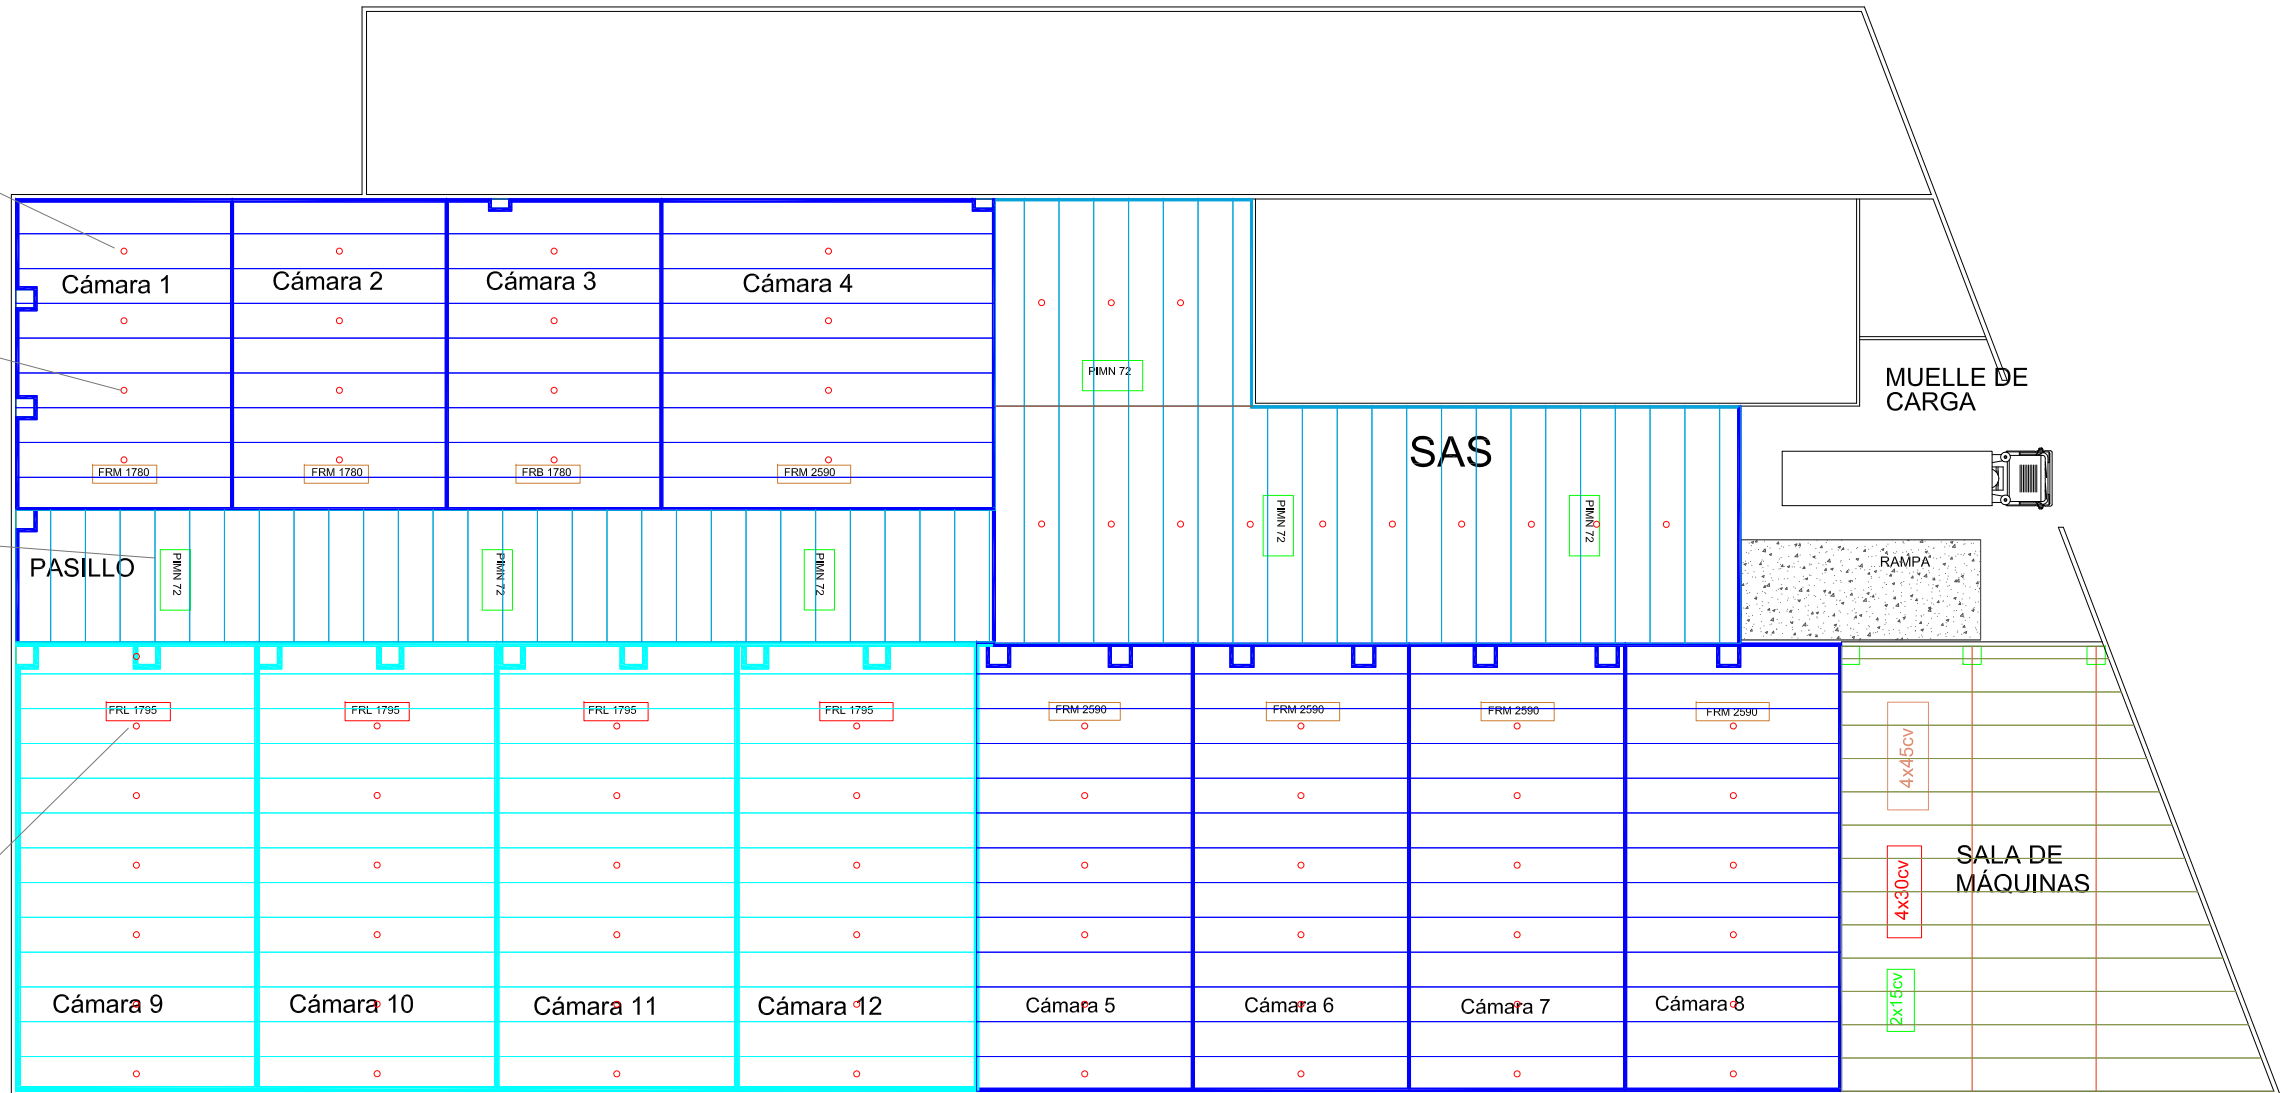 Cámara 1
Cámara 2
Cámara 3
Cámara 4
FRM 1780
FRM 1780
FRB 1780
FRM 2590
PIMN 72
SAS
MUELLE DE
CARGA
PIMN 72
PIMN 72
PASILLO
PIMN 72
PIMN 72
PIMN 72
RAMPA
FRL 1795
FRL 1795
FRL 1795
FRL 1795
FRM 2590
FRM 2590
FRM 2590
FRM 2590
4x45cv
4x30cv
2x15cv
SALA DE
MÁQUINAS
Cámara 9
Cámara 10
Cámara 11
Cámara 12
Cámara 5
Cámara 6
Cámara 7
Cámara 8